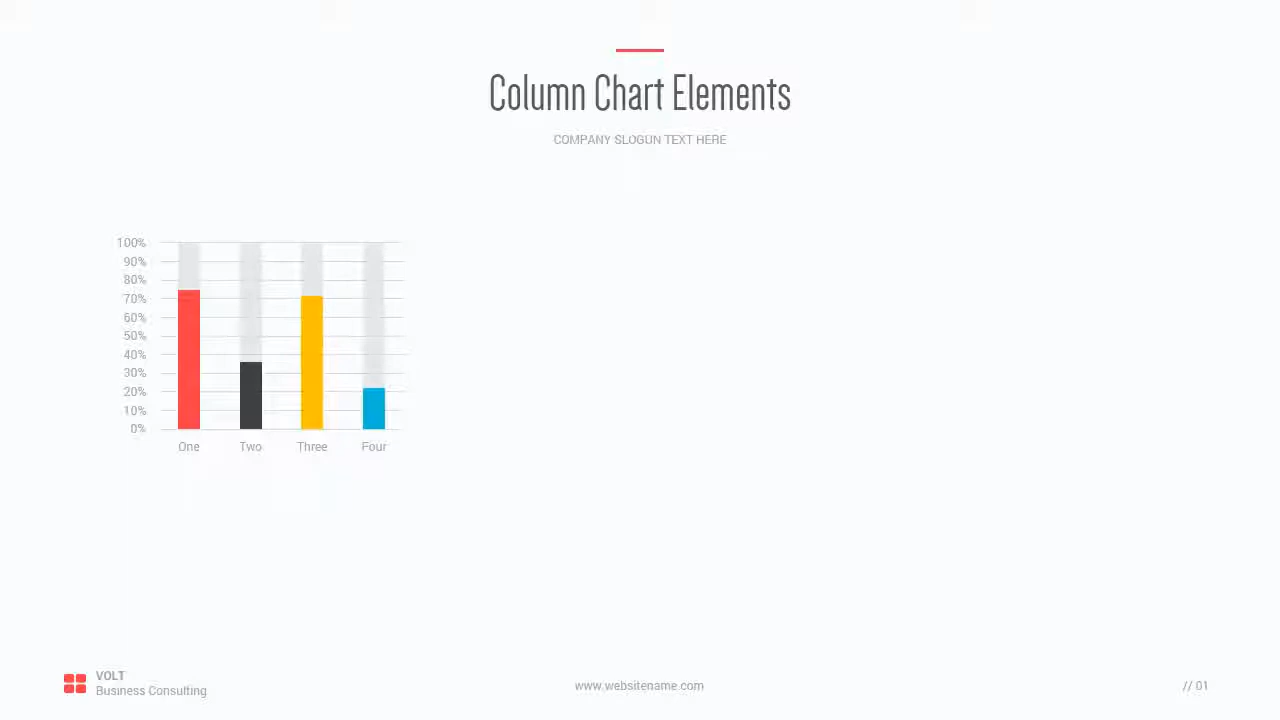 Column Chart Elements
COMPANY SLOGUN TEXT HERE
100%
90%
80%
70%
60%
50%
40%
30%
20%
10%
0%
One Two Three Four
VOLT
Business Consulting
www.websitename.com
// 01